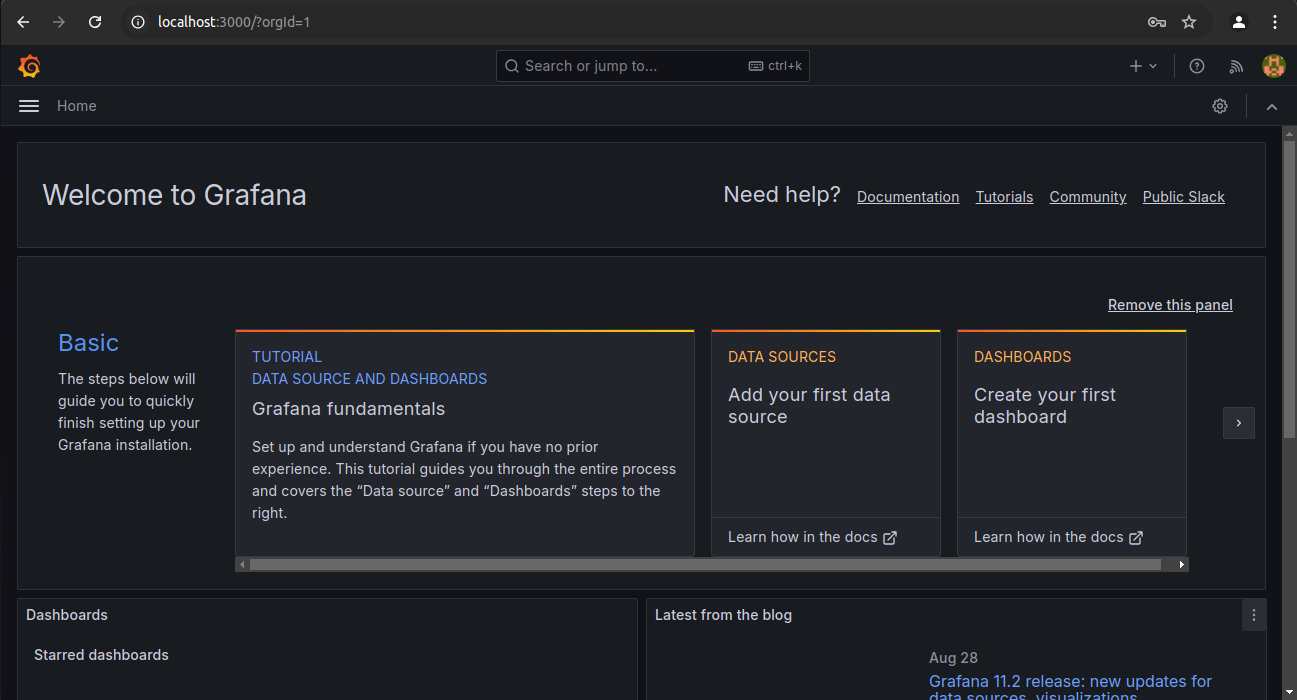 localhost:3000/?orgId=1
Search or jump to...
ctrl+k
Home
Welcome to Grafana
Need help?
Documentation
Tutorials
Community
Public Slack
Remove this panel
Basic
The steps below will
guide you to quickly
finish setting up your
Grafana installation.
TUTORIAL
DATA SOURCE AND DASHBOARDS
Grafana fundamentals
Set up and understand Grafana if you have no prior
experience. This tutorial guides you through the entire process
and covers the “Data source” and “Dashboards” steps to the
right.
DATA SOURCES
Add your first data
source
Learn how in the docs
DASHBOARDS
Create your first
dashboard
Learn how in the docs
Dashboards
Starred dashboards
Latest from the blog
Aug 28
Grafana 11.2 release: new updates for
data sources, visualizations